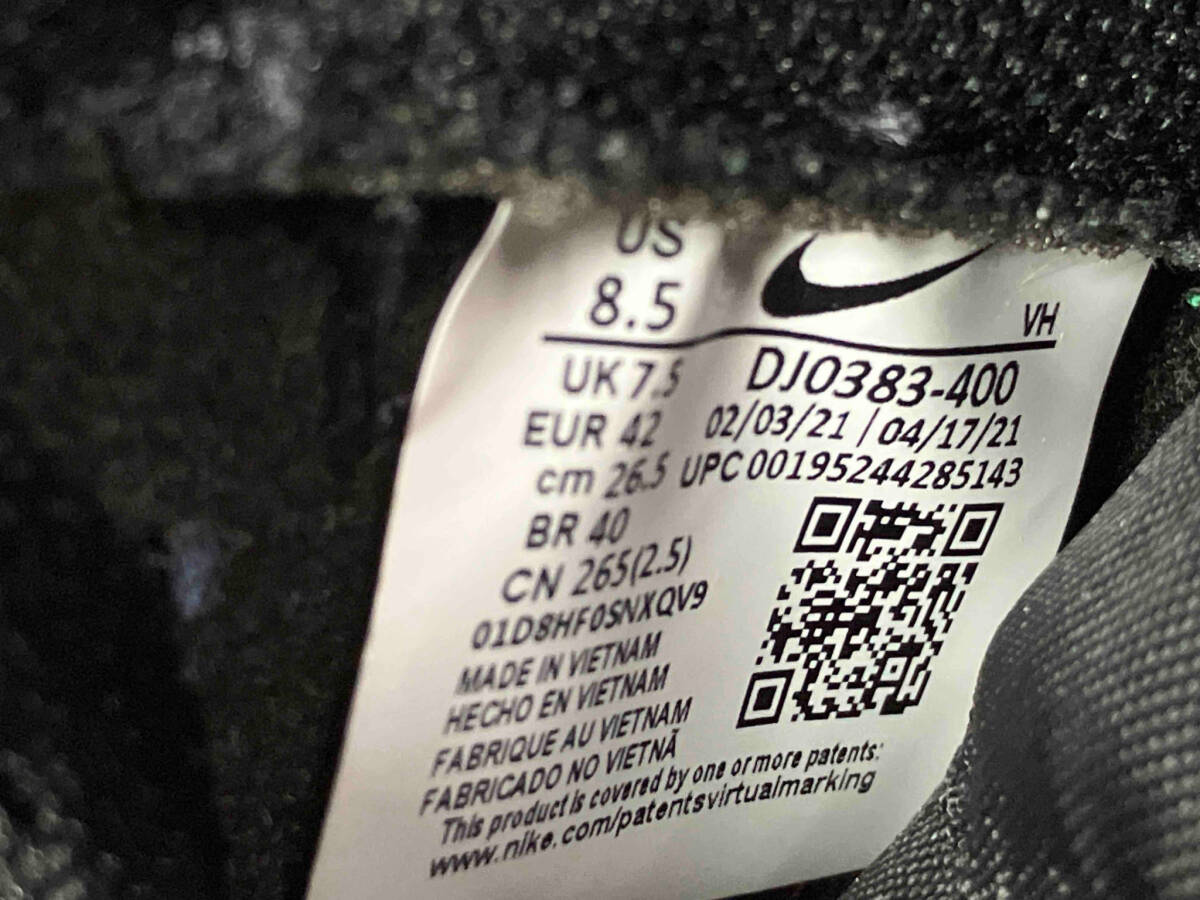 US
8.5
VH
UK 7.5
DJ0383-400
EUR 42
02/03/21 / 04/17/21
cm 26.5
UPC 00195244285143
BR 40
CN 265(2.5)
01D8HF0SNXQV9
MADE IN VIETNAM
HECHO EN VIETNAM
FABRIQUE AU VIETNAM
FABRICADO NO VIETNÃ
This product is covered by one or more patents:
www.nike.com/patentsvirtualmarking